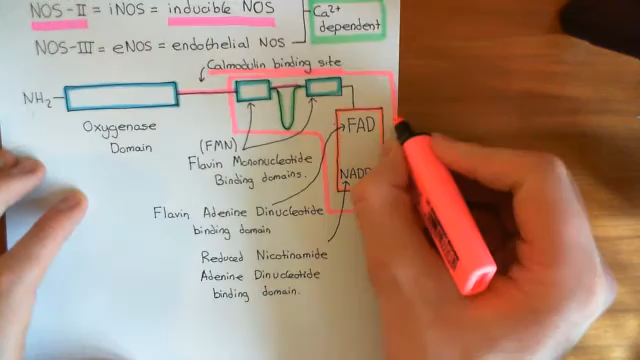 NOS-II = iNOS = inducible NOS
NOS-III = eNOS = endothelial NOS
Ca2+
dependent
Calmodulin binding site
NH2
Oxygenase
Domain
(FMN)
Flavin Mononucleotide
Binding domains.
FAD
Flavin Adenine Dinucleotide
binding domain
Reduced Nicotinamide
Adenine Dinucleotide
binding domain.